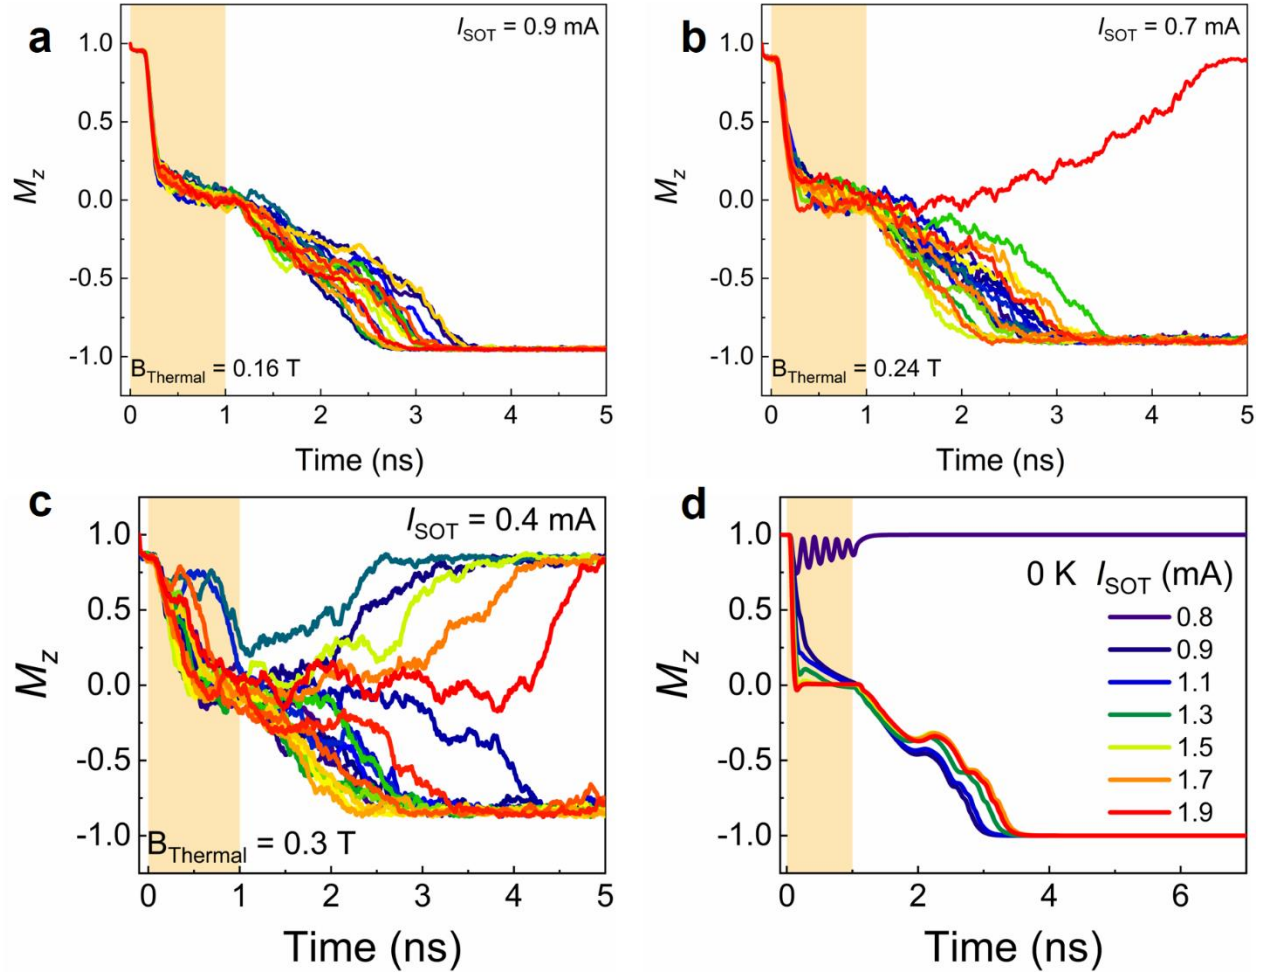 a
I_SOT = 0.9 mA
1.0
0.5
0.0
-0.5
-1.0
M_z
B_Thermal = 0.16 T
0 1 2 3 4 5
Time (ns)
b
I_SOT = 0.7 mA
1.0
0.5
0.0
-0.5
-1.0
M_z
B_Thermal = 0.24 T
0 1 2 3 4 5
Time (ns)
c
I_SOT = 0.4 mA
1.0
0.5
0.0
-0.5
-1.0
M_z
B_Thermal = 0.3 T
0 1 2 3 4 5
Time (ns)
d
1.0
0.5
0.0
-0.5
-1.0
M_z
0 K I_SOT (mA)
0.8
0.9
1.1
1.3
1.5
1.7
1.9
0 2 4 6
Time (ns)